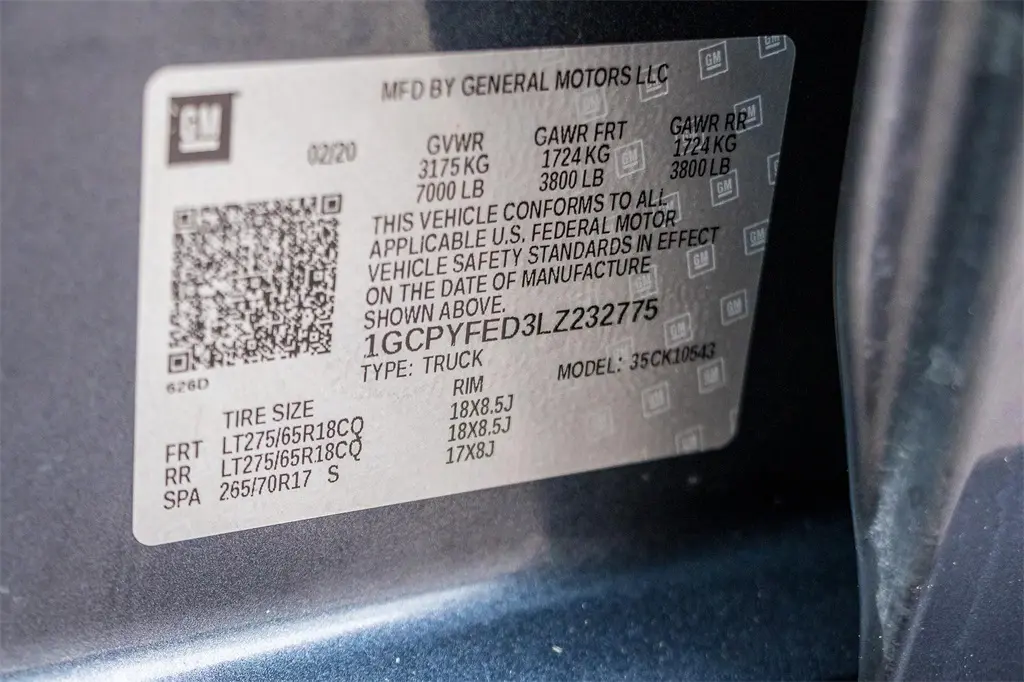 MFD BY GENERAL MOTORS LLC
GM
02/20
GVWR GAWR FRT GAWR RR
3175 KG 1724 KG 1724 KG
7000 LB 3800 LB 3800 LB
THIS VEHICLE CONFORMS TO ALL
APPLICABLE U.S. FEDERAL MOTOR
VEHICLE SAFETY STANDARDS IN EFFECT
ON THE DATE OF MANUFACTURE
SHOWN ABOVE.
1GCPYFED3LZ232775
TYPE: TRUCK MODEL: 35CK10543
626D
TIRE SIZE RIM
FRT LT275/65R18CQ 18X8.5J
RR LT275/65R18CQ 18X8.5J
SPA 265/70R17 S 17X8J